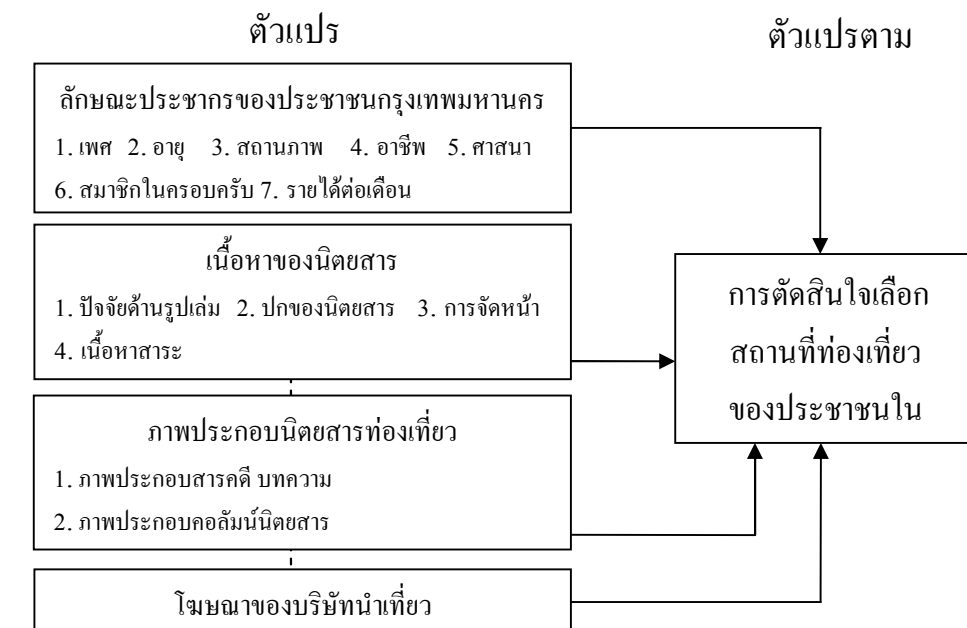 ตัวแปร
ตัวแปรตาม
ลักษณะประชากรของประชาชนกรุงเทพมหานคร
1. เพศ 2. อายุ 3. สถานภาพ 4. อาชีพ 5. ศาสนา
6. สมาชิกในครอบครับ 7. รายได้ต่อเดือน
เนื้อหาของนิตยสาร
1. ปัจจัยด้านรูปเล่ม 2. ปกของนิตยสาร 3. การจัดหน้า
4. เนื้อหาสาระ
ภาพประกอบนิตยสารท่องเที่ยว
1. ภาพประกอบสารคดี บทความ
2. ภาพประกอบคอลัมน์นิตยสาร
โฆษณาของบริษัทนำเที่ยว
การตัดสินใจเลือก
สถานที่ท่องเที่ยว
ของประชาชนใน